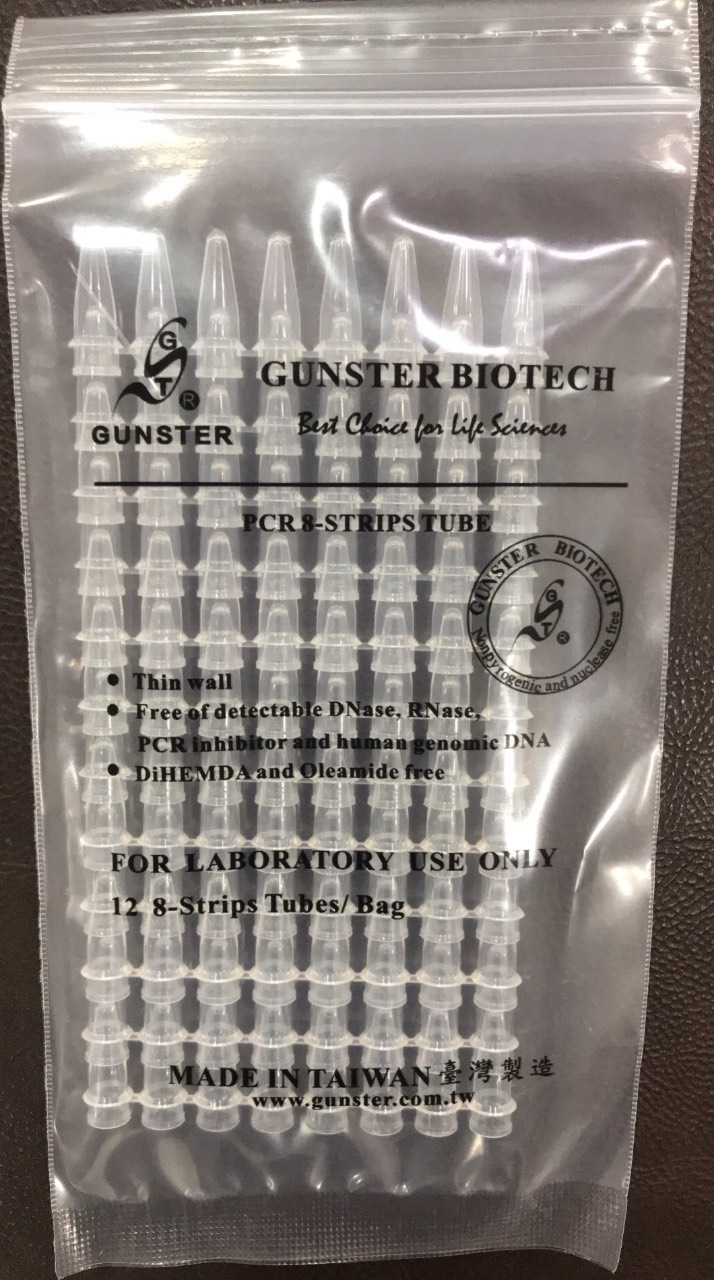 G
S
T
®
GUNSTER
GUNSTER BIOTECH
Best Choice for Life Sciences
PCR 8-STRIPS TUBE
GUNSTER BIOTECH
G
S
T
®
Nonpyrogenic and nuclease free
● Thin wall
● Free of detectable DNase, RNase,
PCR inhibitor and human genomic DNA
● DiHEMDA and Oleamide free
FOR LABORATORY USE ONLY
12 8-Strips Tubes/ Bag
MADE IN TAIWAN 臺灣製造
www.gunster.com.tw